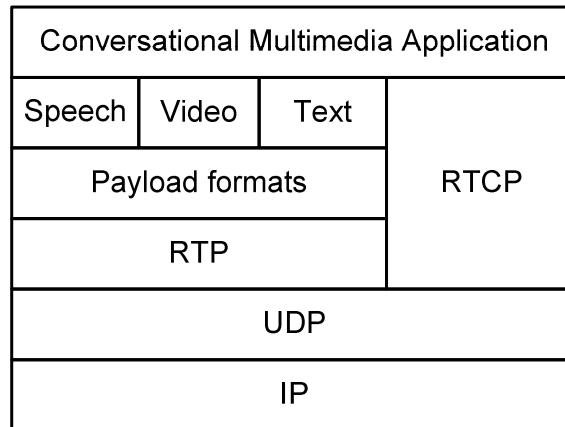 Conversational Multimedia Application
Speech Video Text
Payload formats RTCP
RTP
UDP
IP